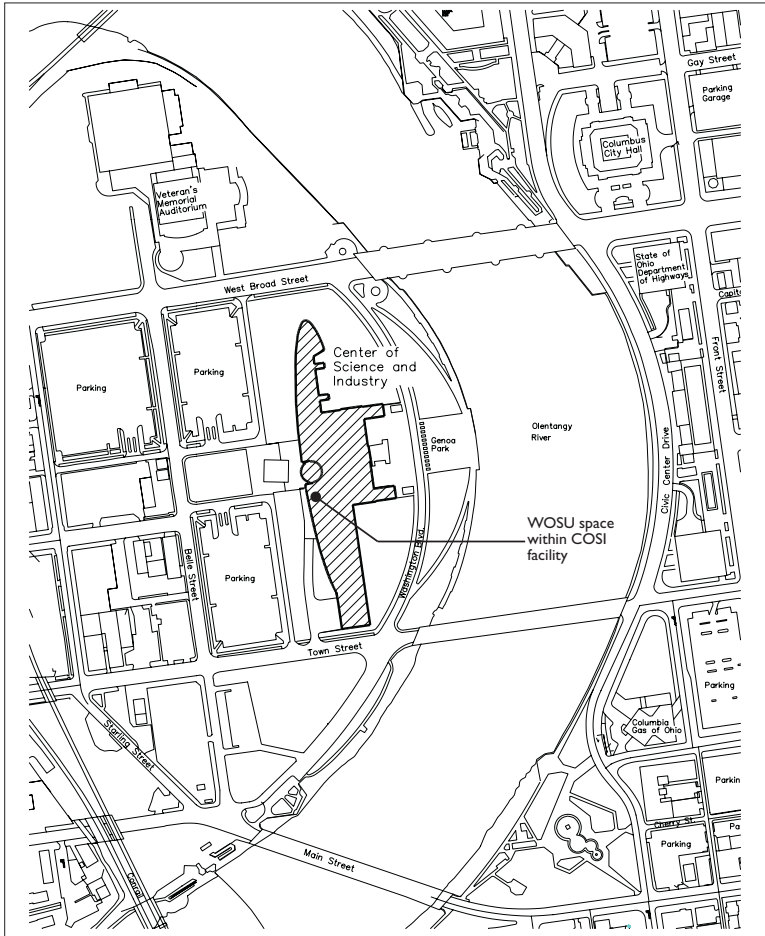 Gay Street
Parking
Garage
Columbus
City Hall
Veteran's
Memorial
Auditorium
State of
Ohio
Department
of Highways
West Broad Street
Front Street
Center of
Science and
Industry
Parking
Parking
Genoa
Park
Olentangy
River
Civic Center Drive
WOSU space
within COSI
facility
Washington Blvd.
Belle Street
Parking
Town Street
Parking
Starling Street
Columbia
Gas of Ohio
Parkin
Cherry St.
Parking
Pa
Main Street
Conrail